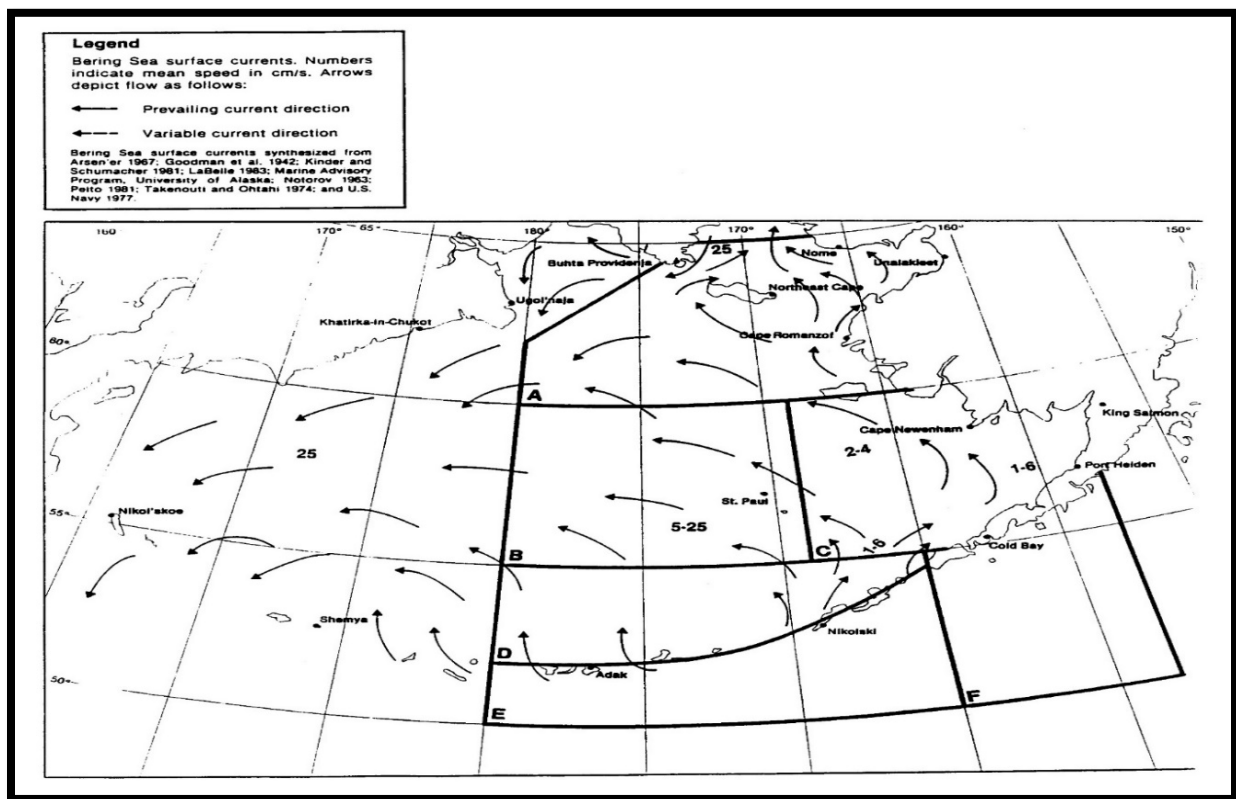 Legend
Bering Sea surface currents. Numbers
indicate mean speed in cm/s. Arrows
depict flow as follows:
Prevailing current direction
Variable current direction
Bering Sea surface currents synthesized from
Arsen'er 1967; Goodman et al. 1942; Kinder and
Schumacher 1981; LaBelle 1983; Marine Advisory
Program, University of Alaska; Notorov 1963;
Pelto 1981; Takenouti and Ohtahi 1974; and U.S.
Navy 1977.
160 170° 65° 180° 170° 160° 150°
25
Nome
Buhta Providenja
Unalakleet
Northeast Cape
Ugol'naja
Khatirka-in-Chukot
Cape Romanzof
60°
A
King Salmon
Cape Newenham
2-4
25
1-6
Port Heiden
St. Paul
55°
Nikol'skoe
5-25
B
C
1-6
Cold Bay
Shemya
Nikolski
D
Adak
50°
F
E